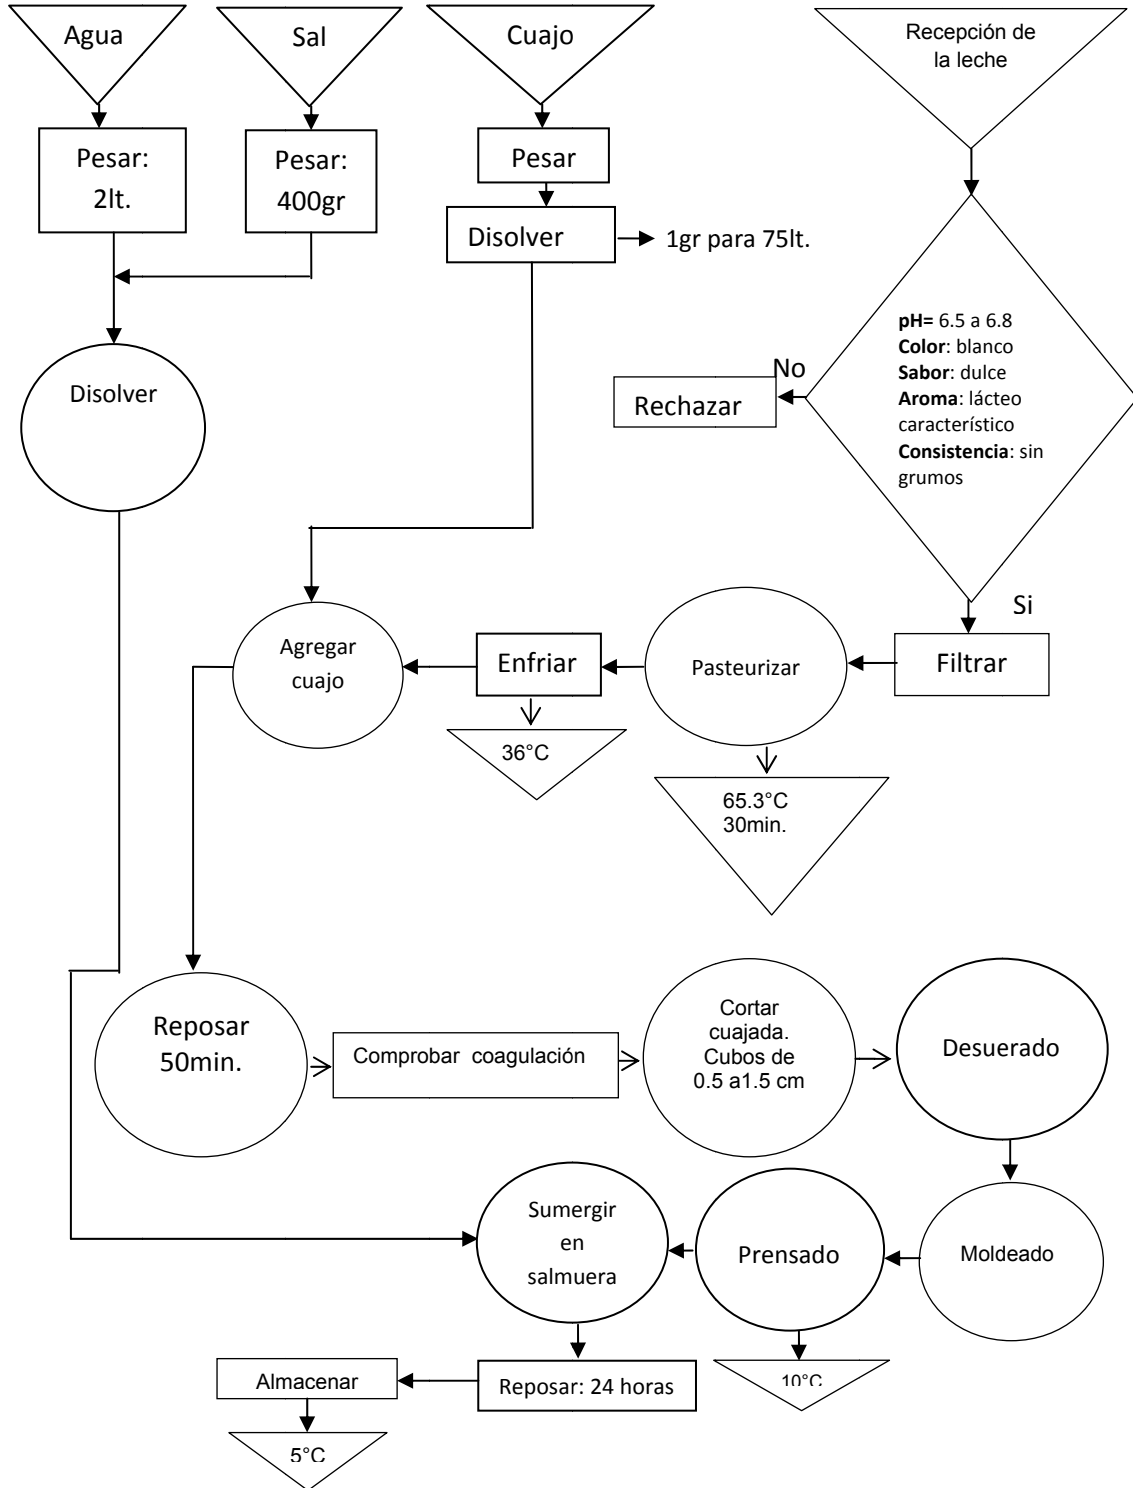 Agua
Sal
Cuajo
Recepción de
la leche
Pesar:
2lt.
Pesar:
400gr
Pesar
Disolver
1gr para 75lt.
pH= 6.5 a 6.8
Color: blanco
Sabor: dulce
Aroma: lácteo
característico
Consistencia: sin
grumos
No
Rechazar
Disolver
Si
Agregar
cuajo
Enfriar
Pasteurizar
Filtrar
36°C
65.3°C
30min.
Reposar
50min.
Comprobar coagulación
Cortar
cuajada.
Cubos de
0.5 a1.5 cm
Desuerado
Sumergir
en
salmuera
Prensado
Moldeado
Almacenar
Reposar: 24 horas
10°C
5°C